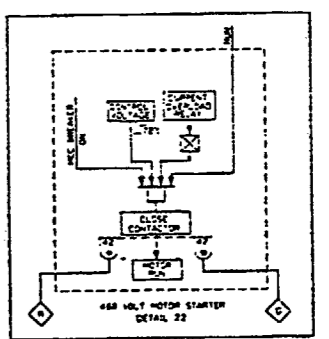 RUN
CONTROL
VOLTAGE
CURRENT
OVERLOAD
RELAY
MCC BREAKER
ON
CLOSE
CONTACTOR
42
42
MOTOR
RUN
460 VOLT MOTOR STARTER
DETAIL 22